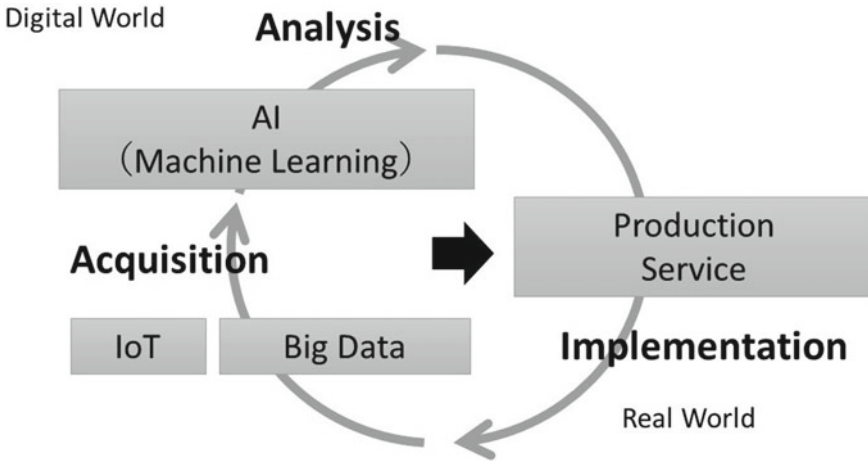 Digital World
Analysis
AI
（Machine Learning）
Production
Service
Acquisition
IoT
Big Data
Implementation
Real World